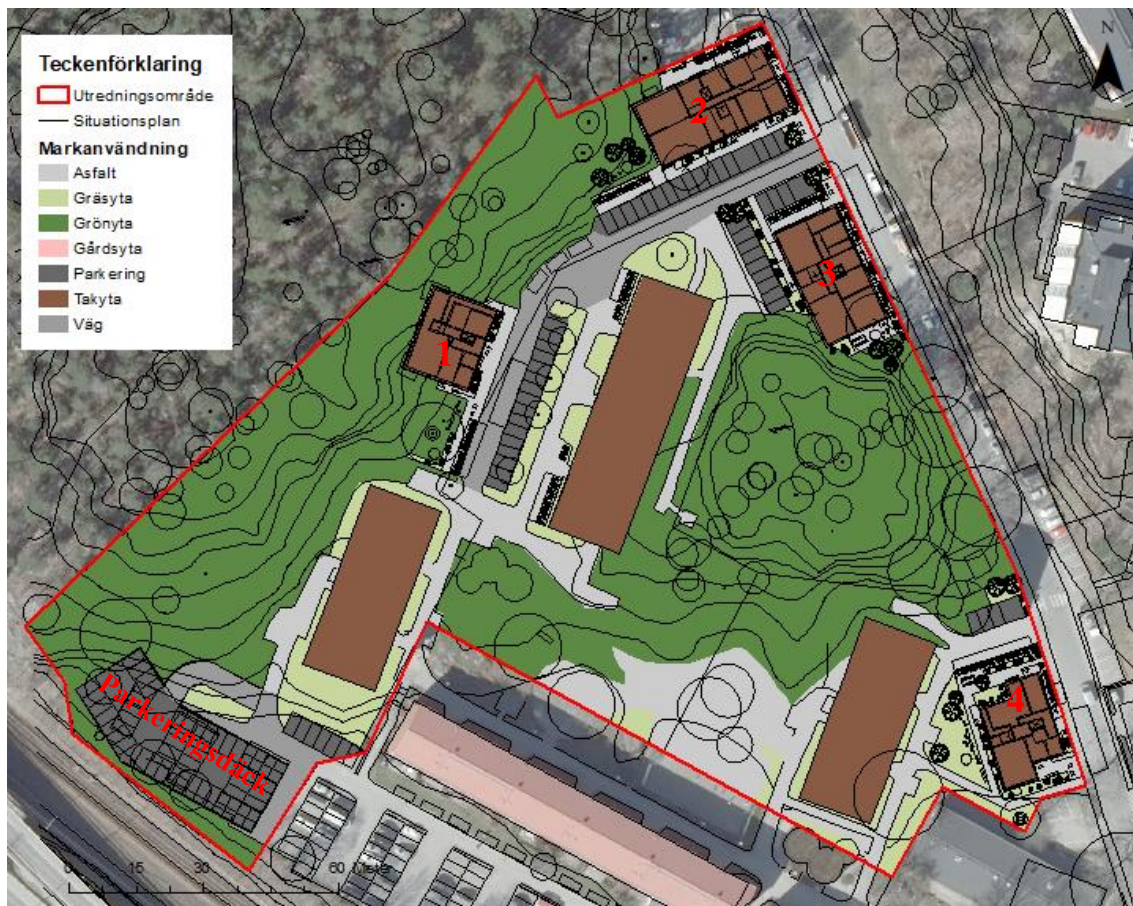 Teckenförklaring
Utredningsområde
Situationsplan
Markanvändning
Asfalt
Gräsyta
Grönyta
Gårdsyta
Parkering
Takyta
Väg
N
2
3
1
4
Parkeringsdäck
0 15 30 60 Meter